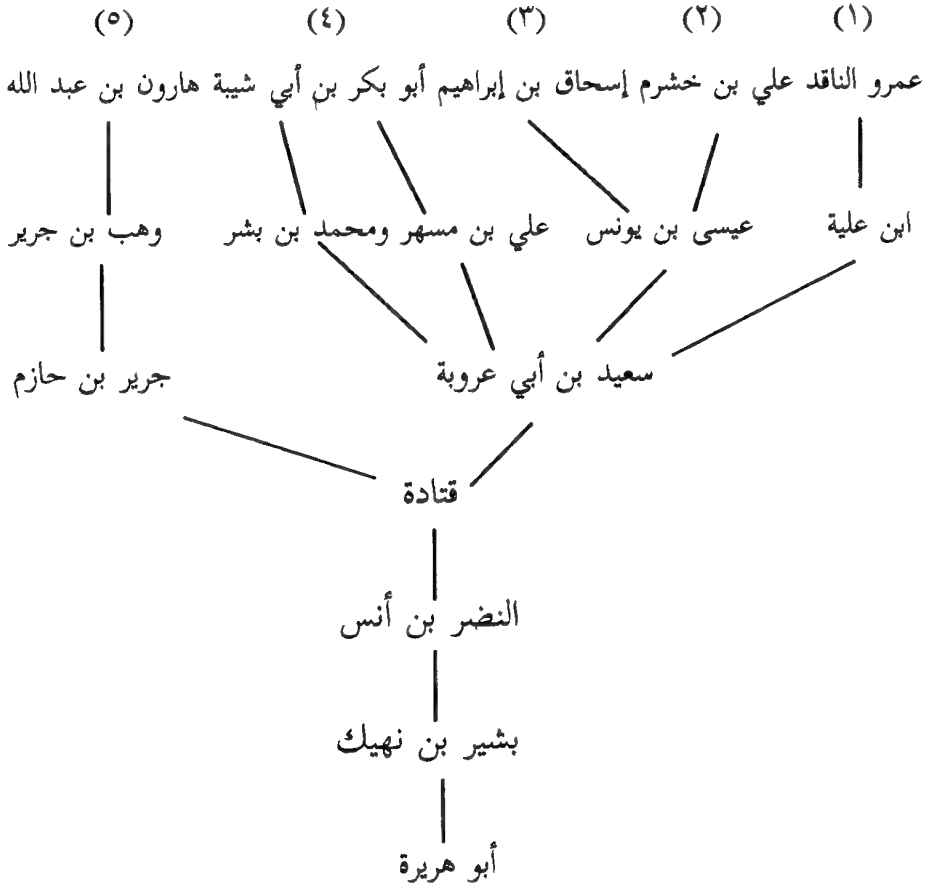 (١) (٢) (٣) (٤) (٥)
عمرو الناقد علي بن خشرم إسحاق بن إبراهيم أبو بكر بن أبي شيبة هارون بن عبد الله
ابن علية عيسى بن يونس علي بن مسهر ومحمد بن بشر وهب بن جرير
سعيد بن أبي عروبة جرير بن حازم
قتادة
النضر بن أنس
بشير بن نهيك
أبو هريرة